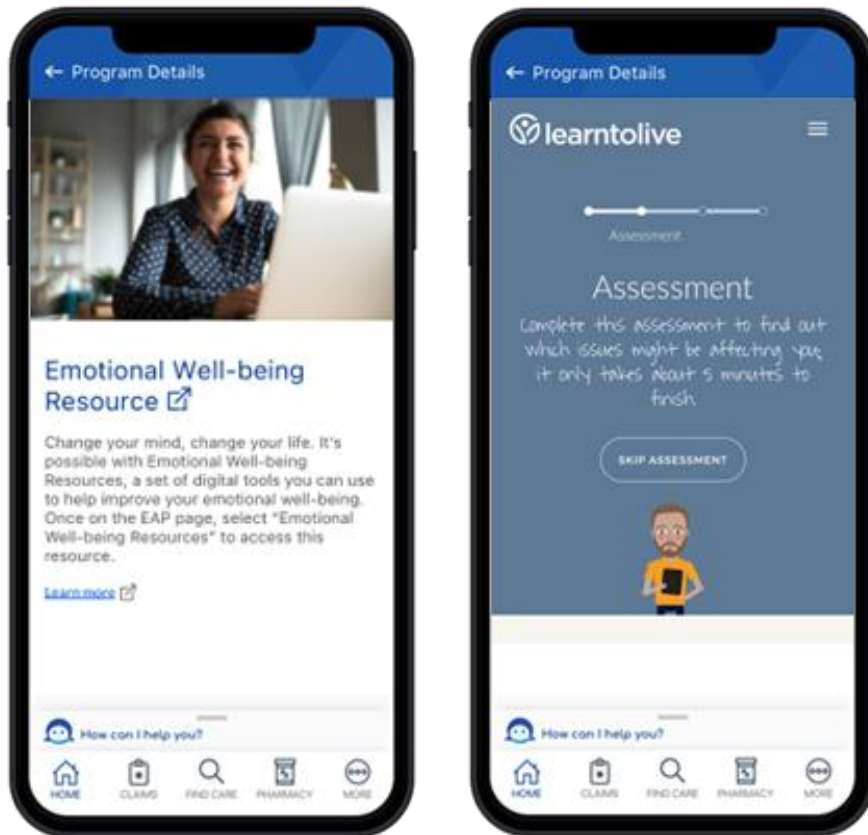 ← Program Details
Emotional Well-being
Resource
Change your mind, change your life. It's
possible with Emotional Well-being
Resources, a set of digital tools you can use
to help improve your emotional well-being.
Once on the EAP page, select “Emotional
Well-being Resources” to access this
resource.
Learn more
How can I help you?
HOME CLAIMS FIND CARE PHARMACY MORE
← Program Details
learntolive
Assessment
Assessment
Complete this assessment to find out
which issues might be affecting you;
it only takes about 5 minutes to
finish.
SKIP ASSESSMENT
How can I help you?
HOME CLAIMS FIND CARE PHARMACY MORE